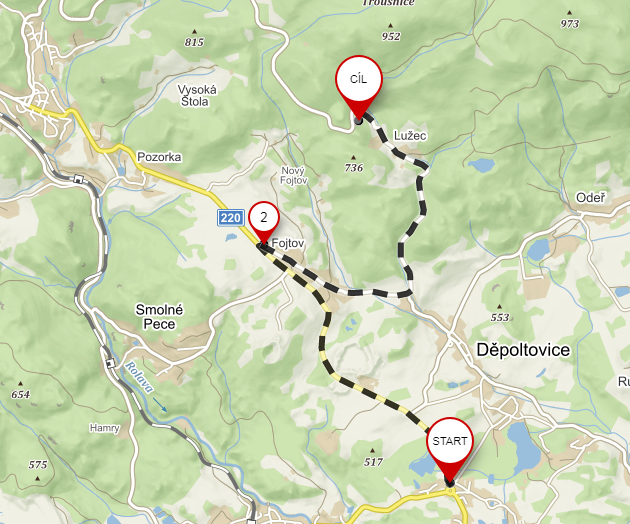 Trousnice
973
952
815
CÍL
Vysoká
Štola
Lužec
Pozorka
736
Nový
Fojtov
Odeř
220
2
Fojtov
Smolné
Pece
553
Děpoltovice
Rolava
654
Hamry
START
517
575